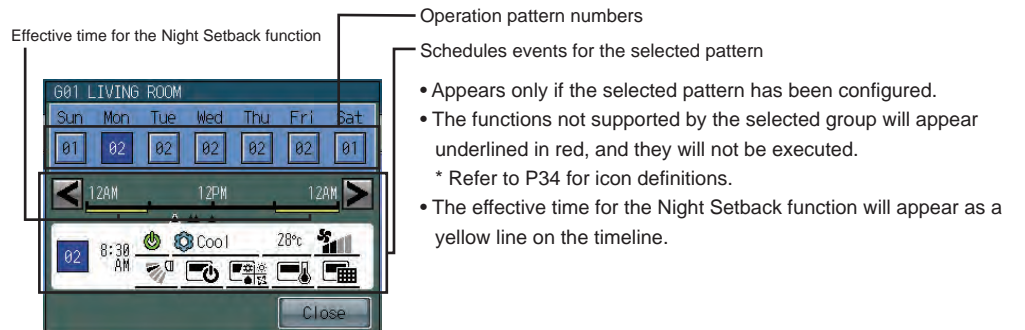 Operation pattern numbers
Effective time for the Night Setback function
Schedules events for the selected pattern
G01 LIVING ROOM
Sun Mon Tue Wed Thu Fri Sat
01 02 02 02 02 02 01
12AM 12PM 12AM
02 8:30 AM Cool 28°C
Close
• Appears only if the selected pattern has been configured.
• The functions not supported by the selected group will appear
underlined in red, and they will not be executed.
* Refer to P34 for icon definitions.
• The effective time for the Night Setback function will appear as a
yellow line on the timeline.